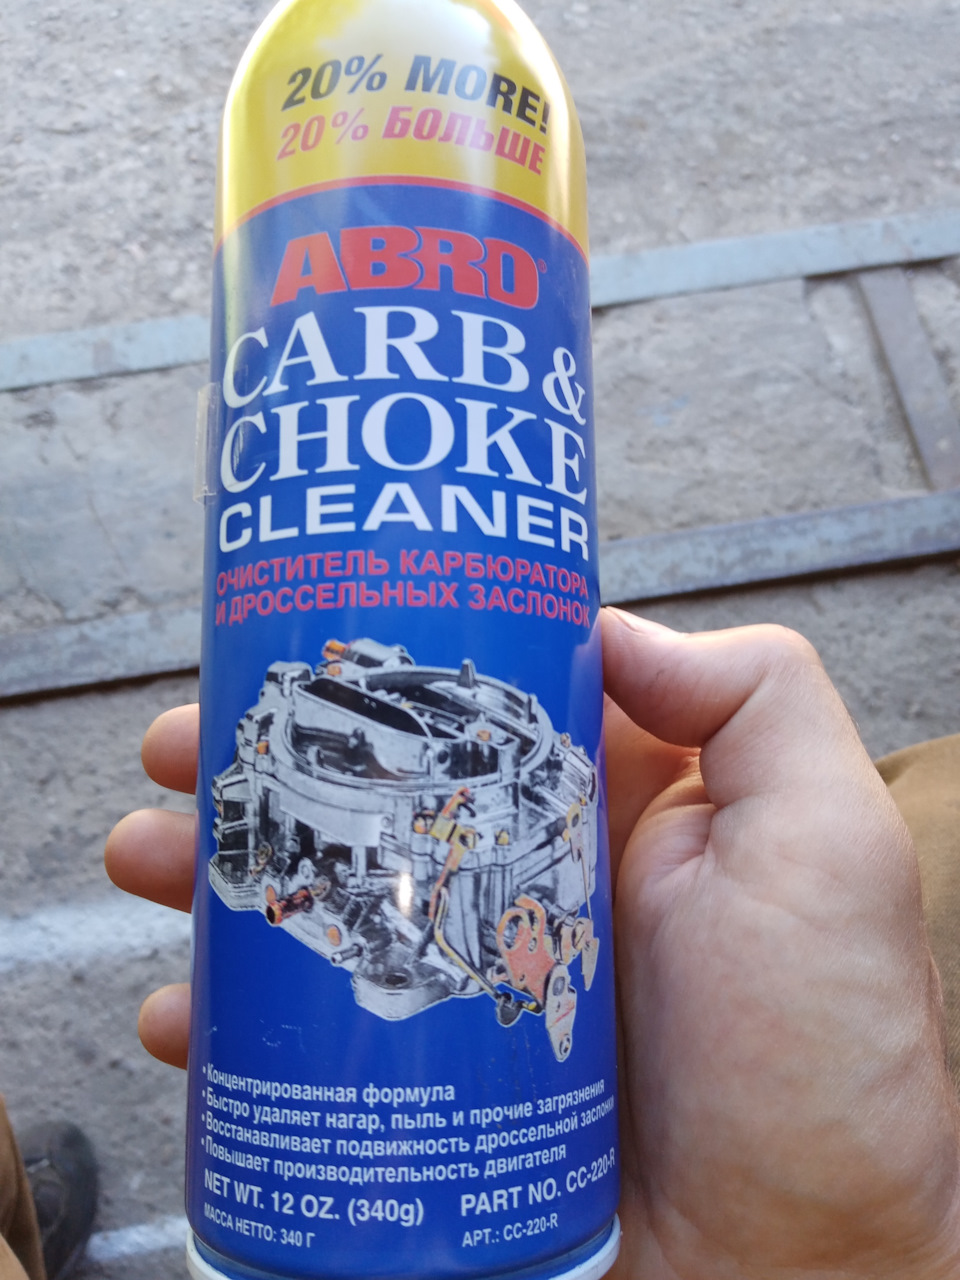 20% MORE!
20% БОЛЬШЕ
ABRO®
CARB &
CHOKE
CLEANER
ОЧИСТИТЕЛЬ КАРБЮРАТОРА
И ДРОССЕЛЬНЫХ ЗАСЛОНОК
•Концентрированная формула
•Быстро удаляет нагар, пыль и прочие загрязнения
•Восстанавливает подвижность дроссельной заслонки
•Повышает производительность двигателя
NET WT. 12 OZ. (340g) PART NO. CC-220-R
МАССА НЕТТО: 340 Г АРТ.: CC-220-R